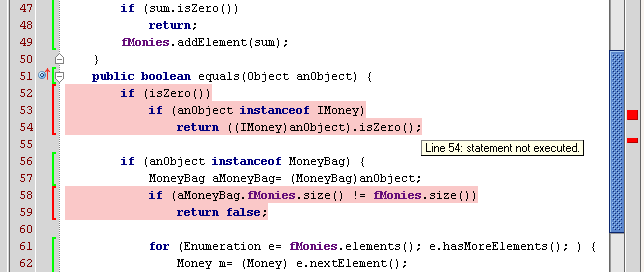 47 if (sum.isZero())
48 return;
49 fMonies.addElement(sum);
50 }
51 public boolean equals(Object anObject) {
52 if (isZero())
53 if (anObject instanceof IMoney)
54 return ((IMoney)anObject).isZero();
55
Line 54: statement not executed.
56 if (anObject instanceof MoneyBag) {
57 MoneyBag aMoneyBag= (MoneyBag)anObject;
58 if (aMoneyBag.fMonies.size() != fMonies.size())
59 return false;
60
61 for (Enumeration e= fMonies.elements(); e.hasMoreElements(); ) {
62 Money m= (Money) e.nextElement();